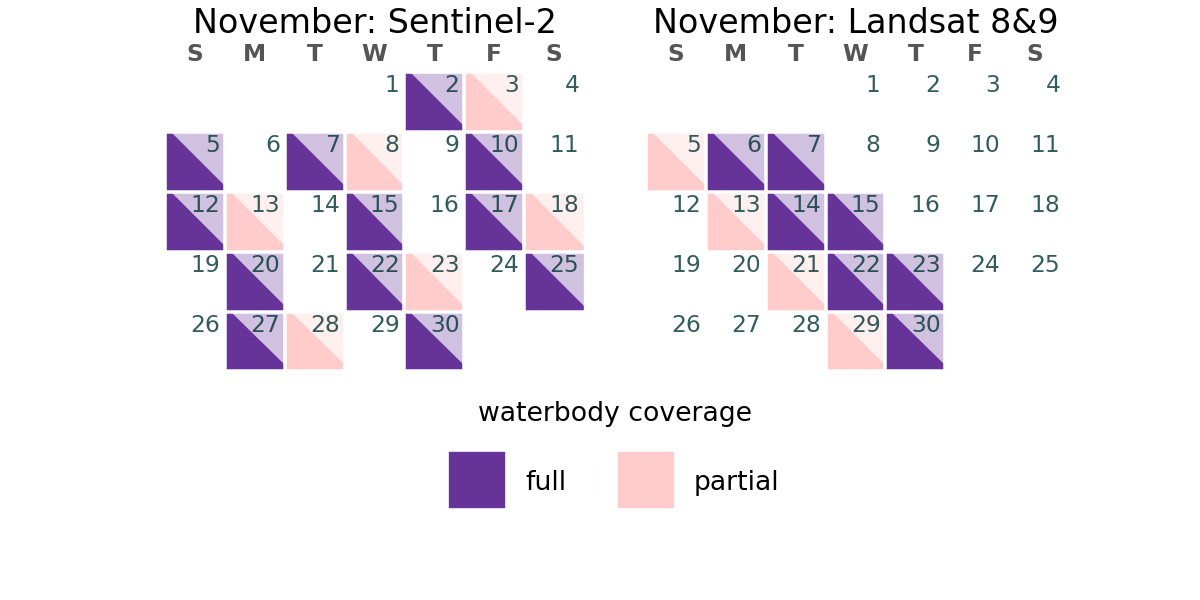 November: Sentinel-2
S M T W T F S
1 2 3 4
5 6 7 8 9 10 11
12 13 14 15 16 17 18
19 20 21 22 23 24 25
26 27 28 29 30
November: Landsat 8&9
S M T W T F S
1 2 3 4
5 6 7 8 9 10 11
12 13 14 15 16 17 18
19 20 21 22 23 24 25
26 27 28 29 30
waterbody coverage
full partial